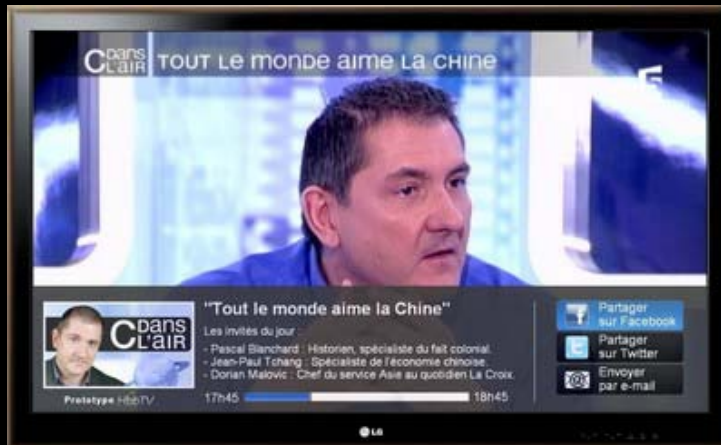 C DANS L'AIR
TOUT LE MONDE AIME LA CHINE
5
"Tout le monde aime la Chine"
Les invités du jour :
- Pascal Blanchard : Historien, spécialiste du fait colonial.
- Jean-Paul Tchang : Spécialiste de l'économie chinoise.
- Dorian Malovic : Chef du service Asie au quotidien La Croix.
17h45
18h45
C DANS L'AIR
Prototype HbbTV
Partager
sur Facebook
Partager
sur Twitter
Envoyer
par e-mail
LG